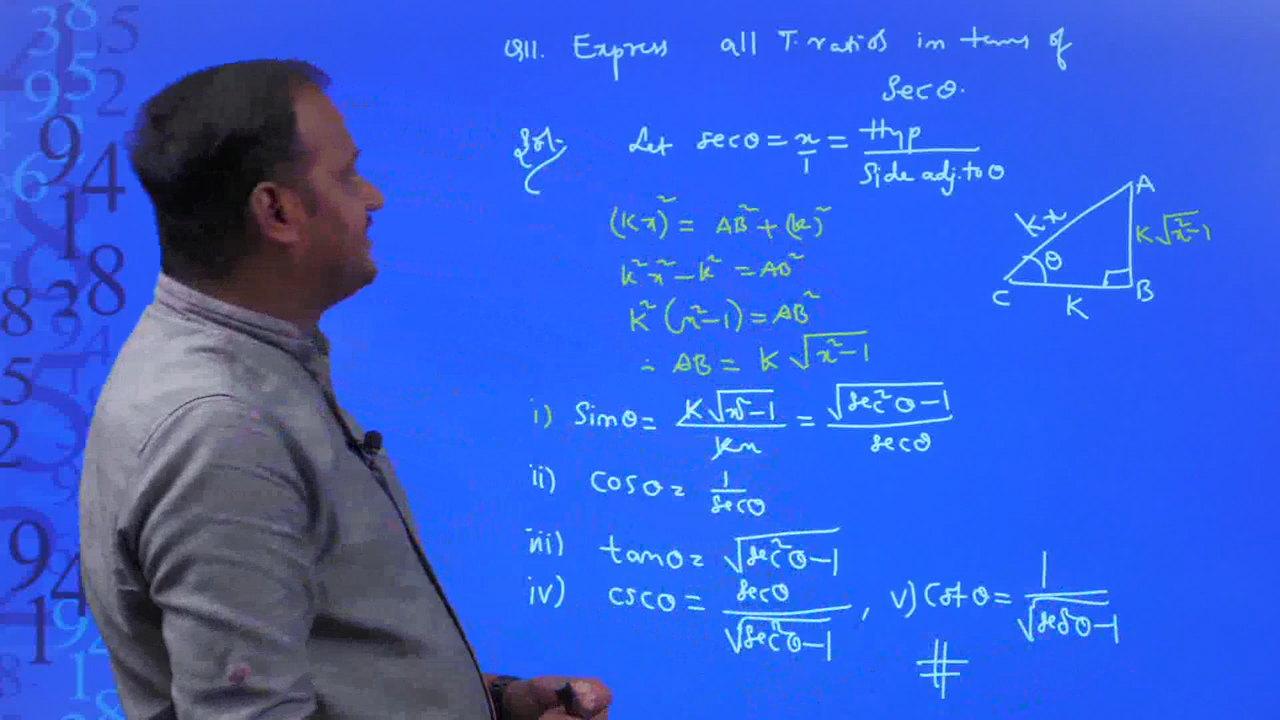 Q11. Express all T-ratios in terms of
secθ.
Sol:- Let secθ = x/1 = Hyp / Side adj. to θ
(Kx)² = AB² + (K)²
K²x² - K² = AB²
K² (x²-1) = AB²
∴ AB = K √(x²-1)
A
Kx
K√(x²-1)
θ
C
K
B
i) Sinθ = K√(x²-1) / Kx = √(sec²θ-1) / secθ
ii) Cosθ = 1/secθ
iii) tanθ = √(sec²θ-1)
iv) cscθ = secθ / √(sec²θ-1) , v) Cotθ = 1 / √(sec²θ-1)